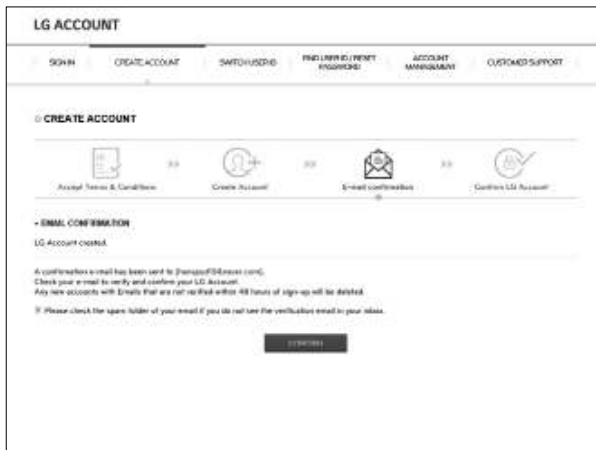 LG ACCOUNT
SIGN IN
CREATE ACCOUNT
SWITCH USER ID
FIND USER ID / RESET PASSWORD
ACCOUNT MANAGEMENT
CUSTOMER SUPPORT
CREATE ACCOUNT
Accept Terms & Conditions
Create Account
E-mail confirmation
Confirm LG Account
EMAIL CONFIRMATION
LG Account created.
A confirmation e-mail has been sent to
Check your e-mail to verify and confirm your LG Account.
Any new accounts with Emails that are not verified within 48 hours of sign-up will be deleted.
Please check the spam folder of your email if you do not see the verification email in your inbox.
CONFIRM